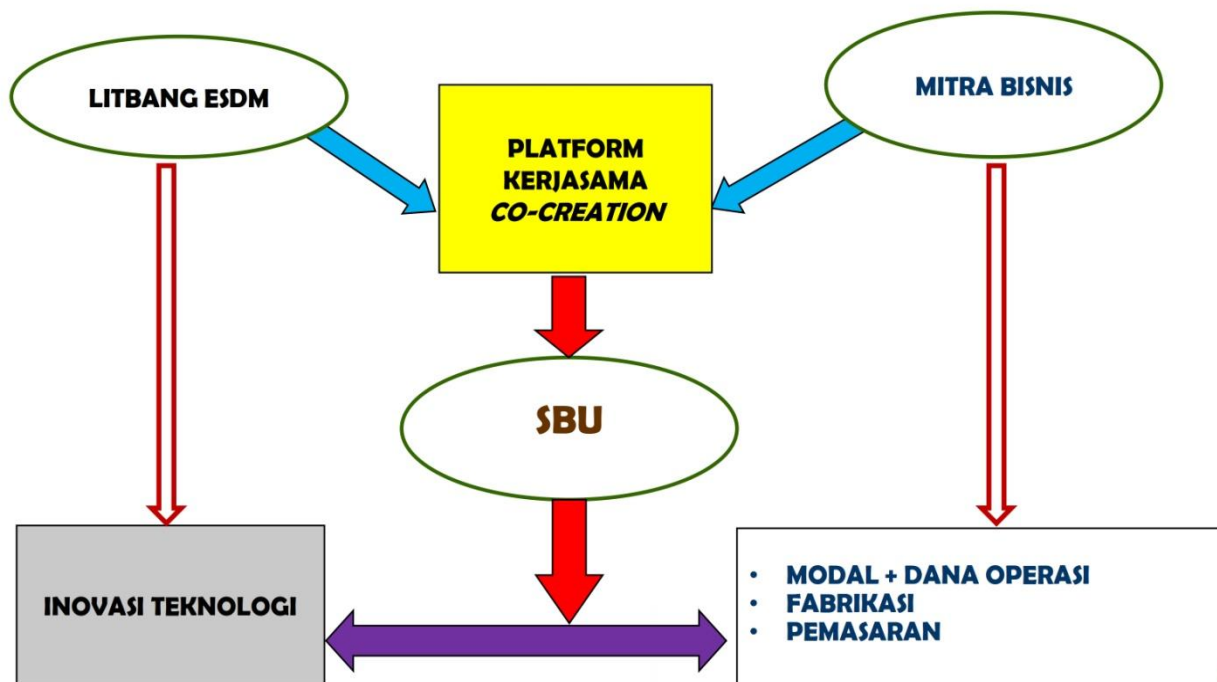 LITBANG ESDM
MITRA BISNIS
PLATFORM
KERJASAMA
CO-CREATION
SBU
INOVASI TEKNOLOGI
• MODAL + DANA OPERASI
• FABRIKASI
• PEMASARAN